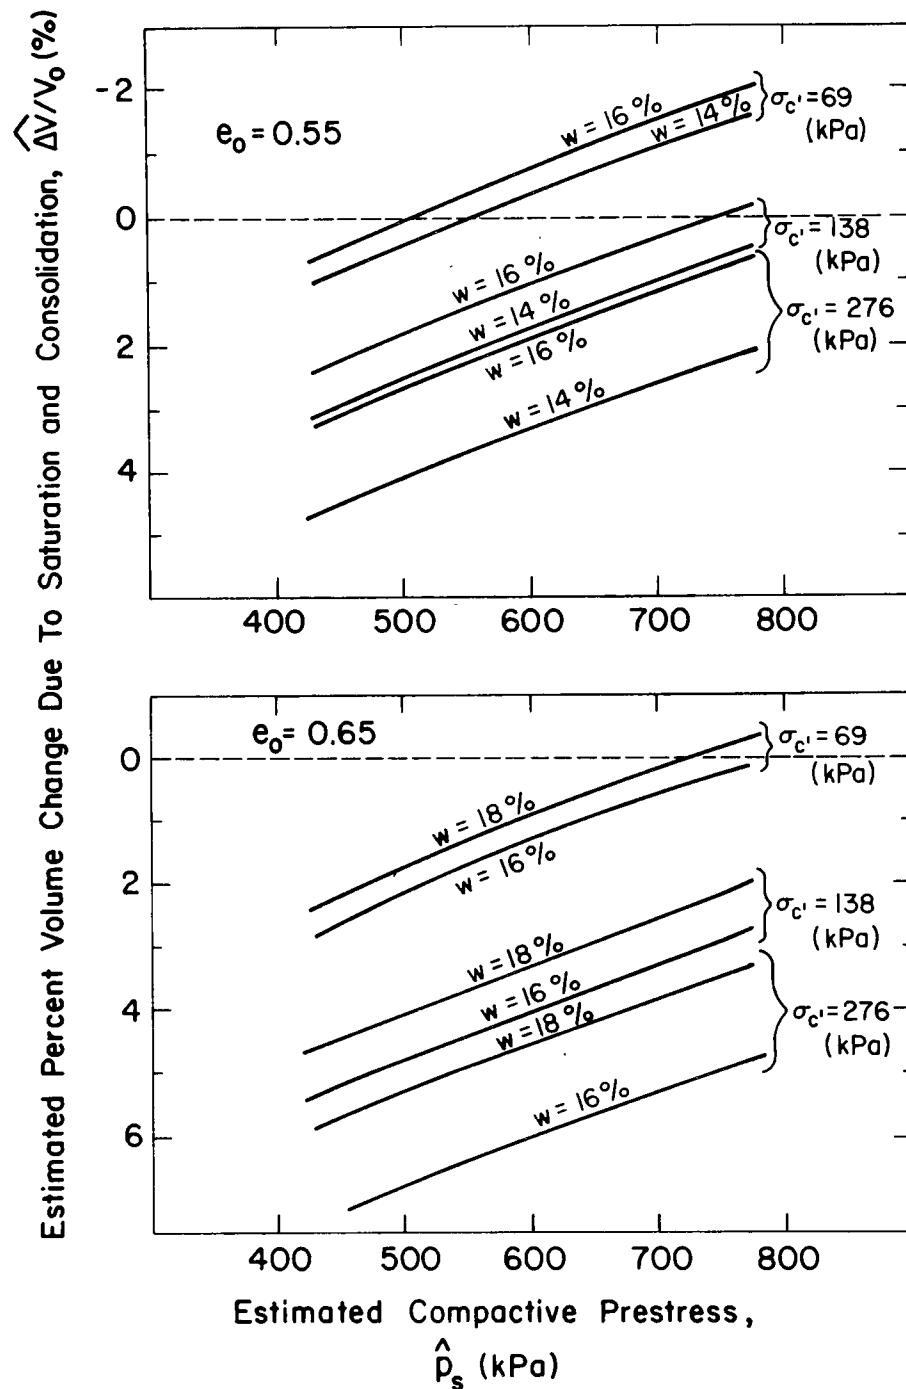 Estimated Percent Volume Change Due To Saturation and Consolidation, ΔV̂/V₀ (%)
-2
0
2
4
e₀ = 0.55
w = 16%
w = 14%
σc' = 69
(kPa)
w = 16%
w = 14%
σc' = 138
(kPa)
w = 16%
w = 14%
σc' = 276
(kPa)
400 500 600 700 800
0
2
4
6
e₀ = 0.65
w = 18%
w = 16%
σc' = 69
(kPa)
w = 18%
w = 16%
σc' = 138
(kPa)
w = 18%
w = 16%
σc' = 276
(kPa)
400 500 600 700 800
Estimated Compactive Prestress,
p̂s (kPa)